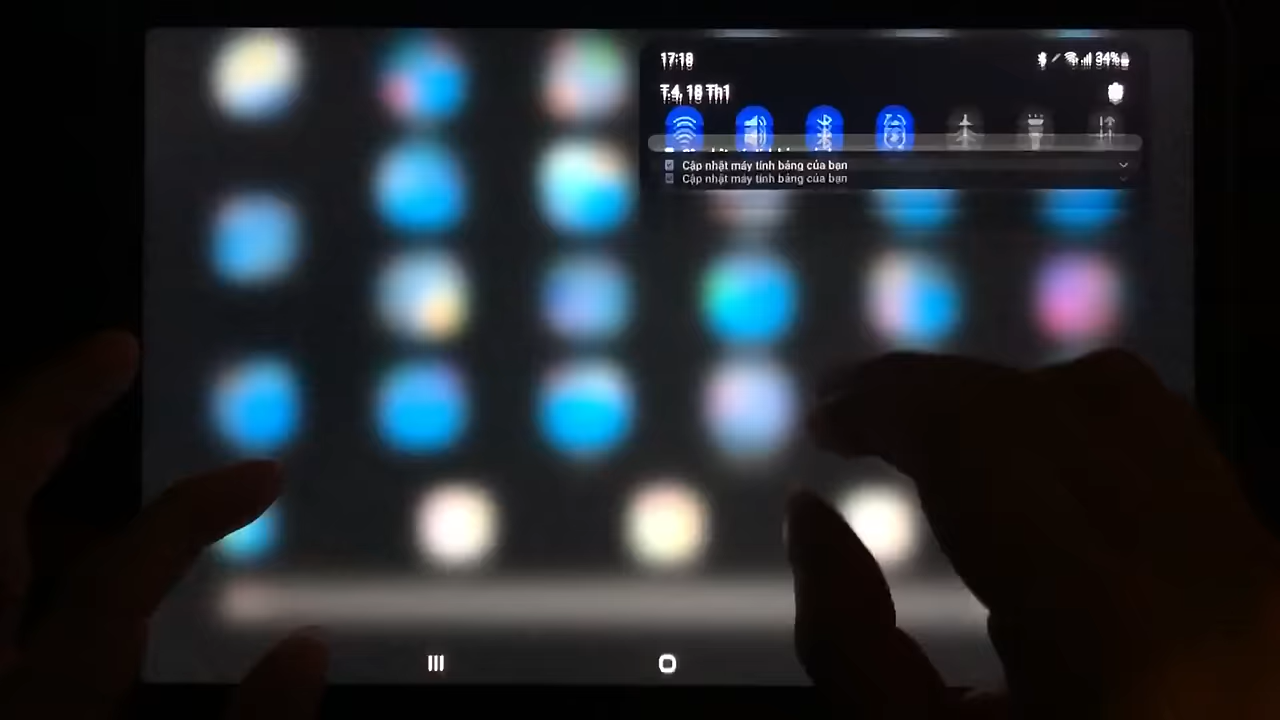 17:18
34%
T.4, 18 Th1
Cập nhật máy tính bảng của bạn
Cập nhật máy tính bảng của bạn